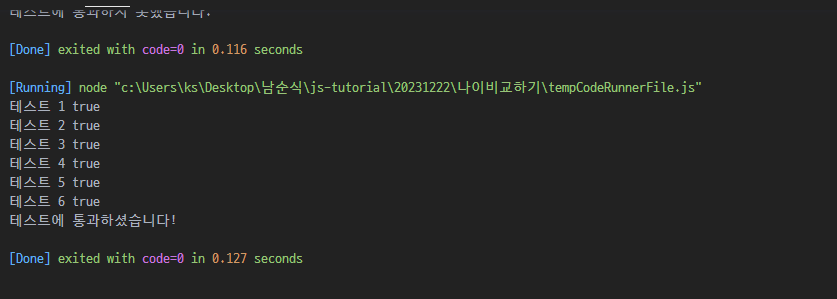 테스트에 통과하지 못했습니다.
[Done] exited with code=0 in 0.116 seconds
[Running] node "c:\Users\ks\Desktop\남순식\js-tutorial\20231222\나이비교하기\tempCodeRunnerFile.js"
테스트 1 true
테스트 2 true
테스트 3 true
테스트 4 true
테스트 5 true
테스트 6 true
테스트에 통과하셨습니다!
[Done] exited with code=0 in 0.127 seconds